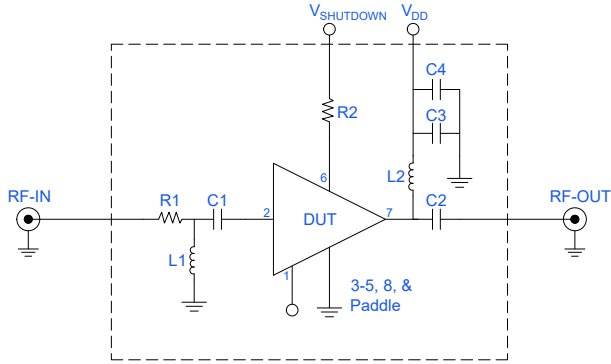 V_SHUTDOWN V_DD
C4
R2 C3
6 L2
RF-IN R1 C1 RF-OUT
2 DUT 7 C2
L1
1 3-5, 8, &
Paddle